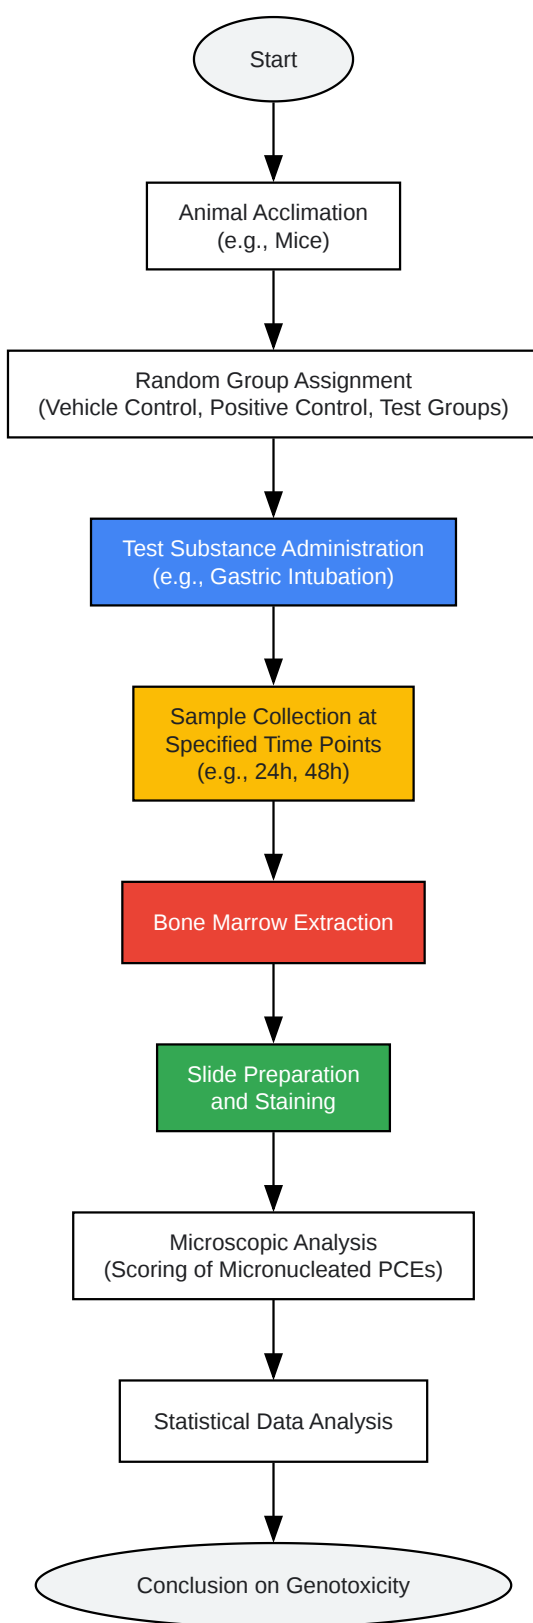 Start
Animal Acclimation
(e.g., Mice)
Random Group Assignment
(Vehicle Control, Positive Control, Test Groups)
Test Substance Administration
(e.g., Gastric Intubation)
Sample Collection at
Specified Time Points
(e.g., 24h, 48h)
Bone Marrow Extraction
Slide Preparation
and Staining
Microscopic Analysis
(Scoring of Micronucleated PCEs)
Statistical Data Analysis
Conclusion on Genotoxicity